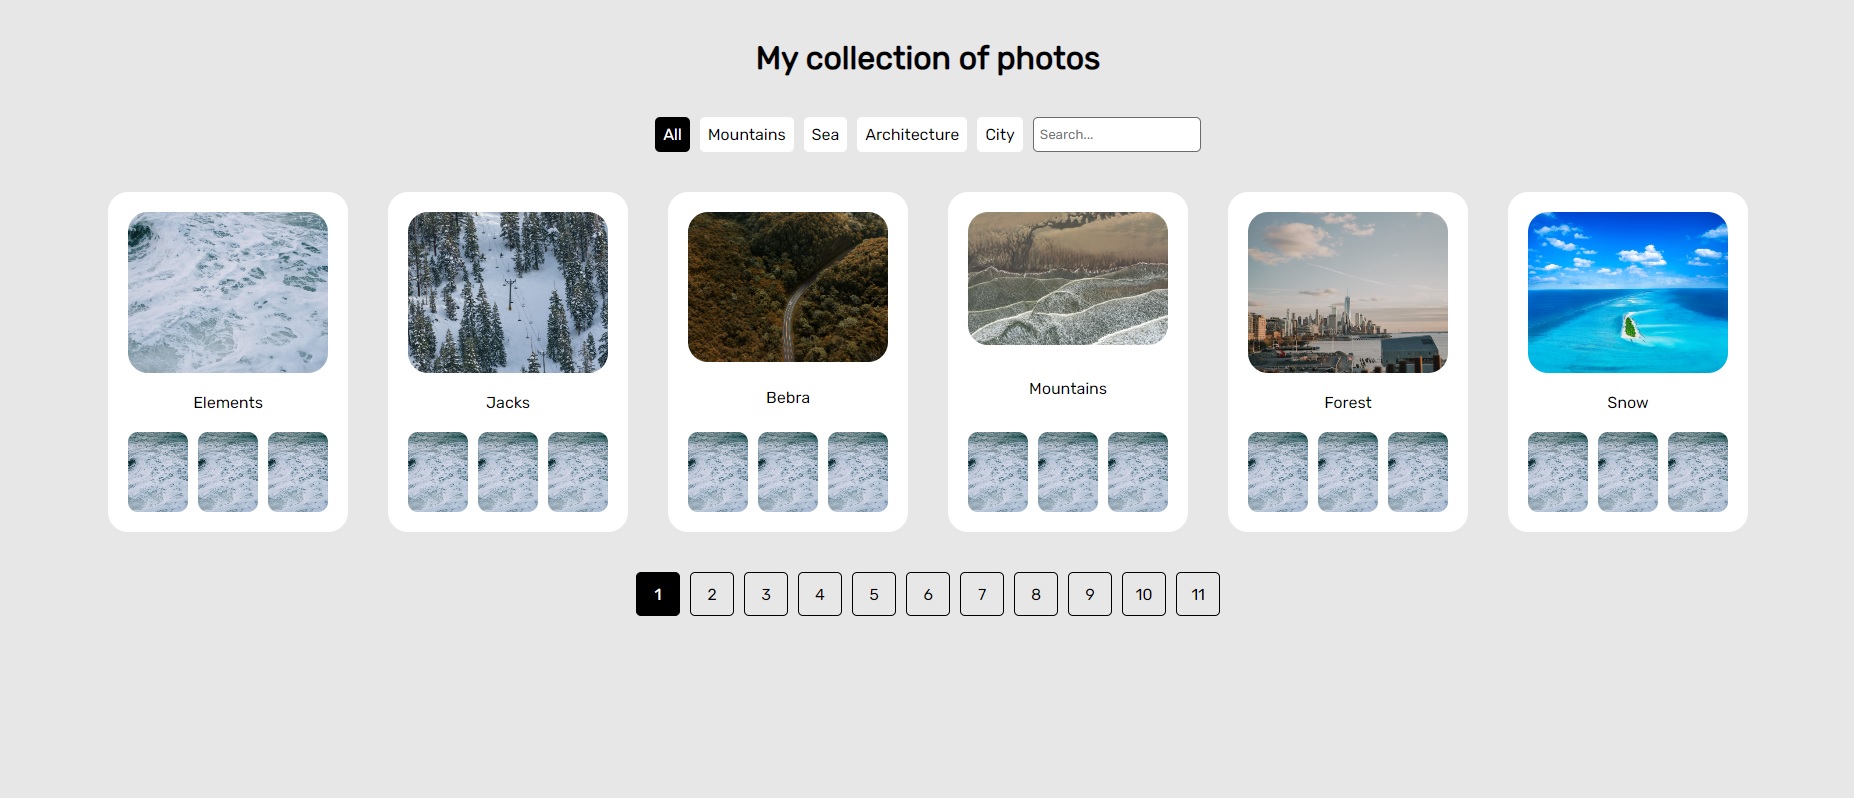 My collection of photos
All Mountains Sea Architecture City Search...
Elements Jacks Bebra Mountains Forest Snow
1 2 3 4 5 6 7 8 9 10 11